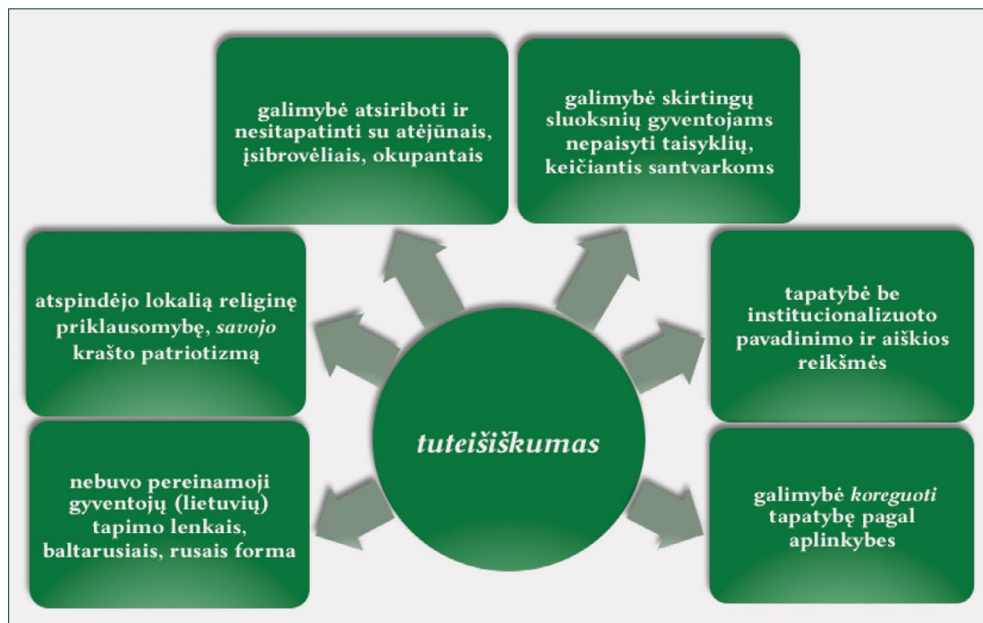 galimybė atsiriboti ir
nesitapatinti su atėjūnais,
įsibrovėliais, okupantais
galimybė skirtingų
sluoksnių gyventojams
nepaisyti taisyklių,
keičiantis santvarkoms
atspindėjo lokalią religinę
priklausomybę, savojo
krašto patriotizmą
tapatybė be
institucionalizuoto
pavadinimo ir aiškios
reikšmės
tuteišiškumas
nebuvo pereinamoji
gyventojų (lietuvių)
tapimo lenkais,
baltarusiais, rusais forma
galimybė koreguoti
tapatybę pagal
aplinkybes